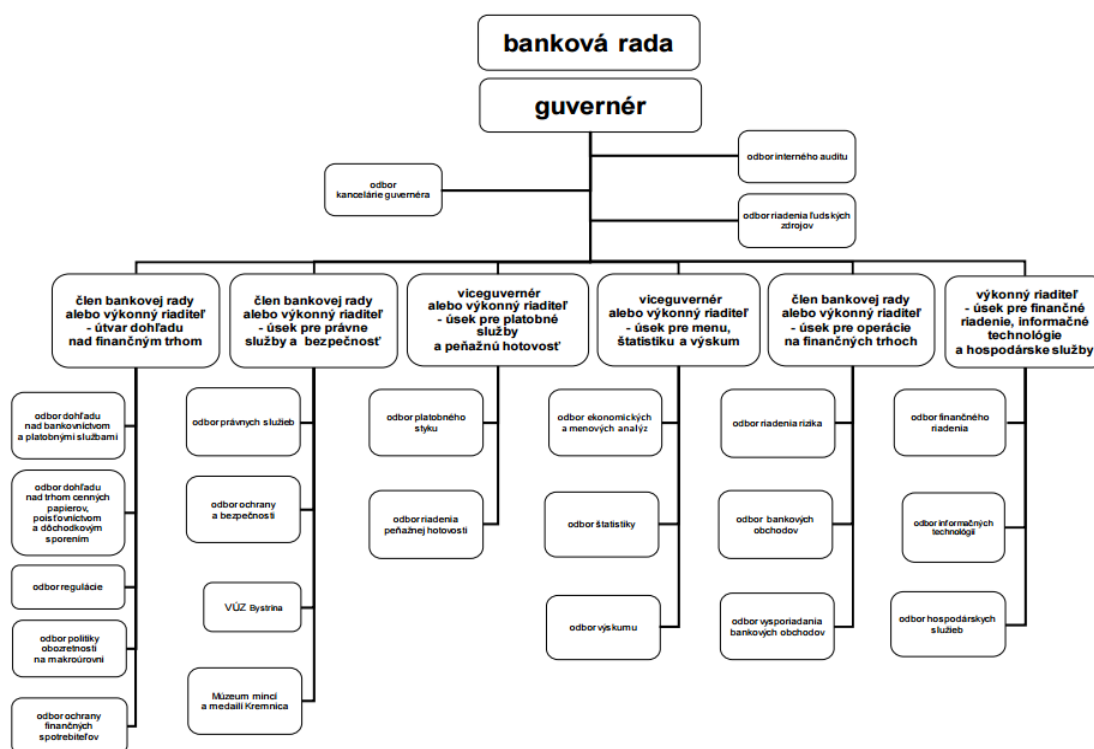 banková rada
guvernér
odbor interného auditu
odbor
kancelárie guvernéra
odbor riadenia ľudských
zdrojov
člen bankovej rady
alebo výkonný riaditeľ
- útvar dohľadu
nad finančným trhom
člen bankovej rady
alebo výkonný riaditeľ
- úsek pre právne
služby a bezpečnosť
viceguvernér
alebo výkonný riaditeľ
- úsek pre platobné
služby
a peňažnú hotovosť
viceguvernér
alebo výkonný riaditeľ
- úsek pre menu,
štatistiku a výskum
člen bankovej rady
alebo výkonný riaditeľ
- úsek pre operácie
na finančných trhoch
výkonný riaditeľ
- úsek pre finančné
riadenie, informačné
technológie
a hospodárske služby
odbor dohľadu
nad bankovníctvom
a platobnými službami
odbor dohľadu
nad trhom cenných
papierov,
poisťovníctvom
a dôchodkovým
sporením
odbor regulácie
odbor politiky
obozretnosti
na makroúrovni
odbor ochrany
finančných
spotrebiteľov
odbor právnych služieb
odbor ochrany
a bezpečnosti
VÚZ Bystrina
Múzeum mincí
a medailí Kremnica
odbor platobného
styku
odbor riadenia
peňažnej hotovosti
odbor ekonomických
a menových analýz
odbor štatistiky
odbor výskumu
odbor riadenia rizika
odbor bankových
obchodov
odbor vysporiadania
bankových obchodov
odbor finančného
riadenia
odbor informačných
technológií
odbor hospodárskych
služieb